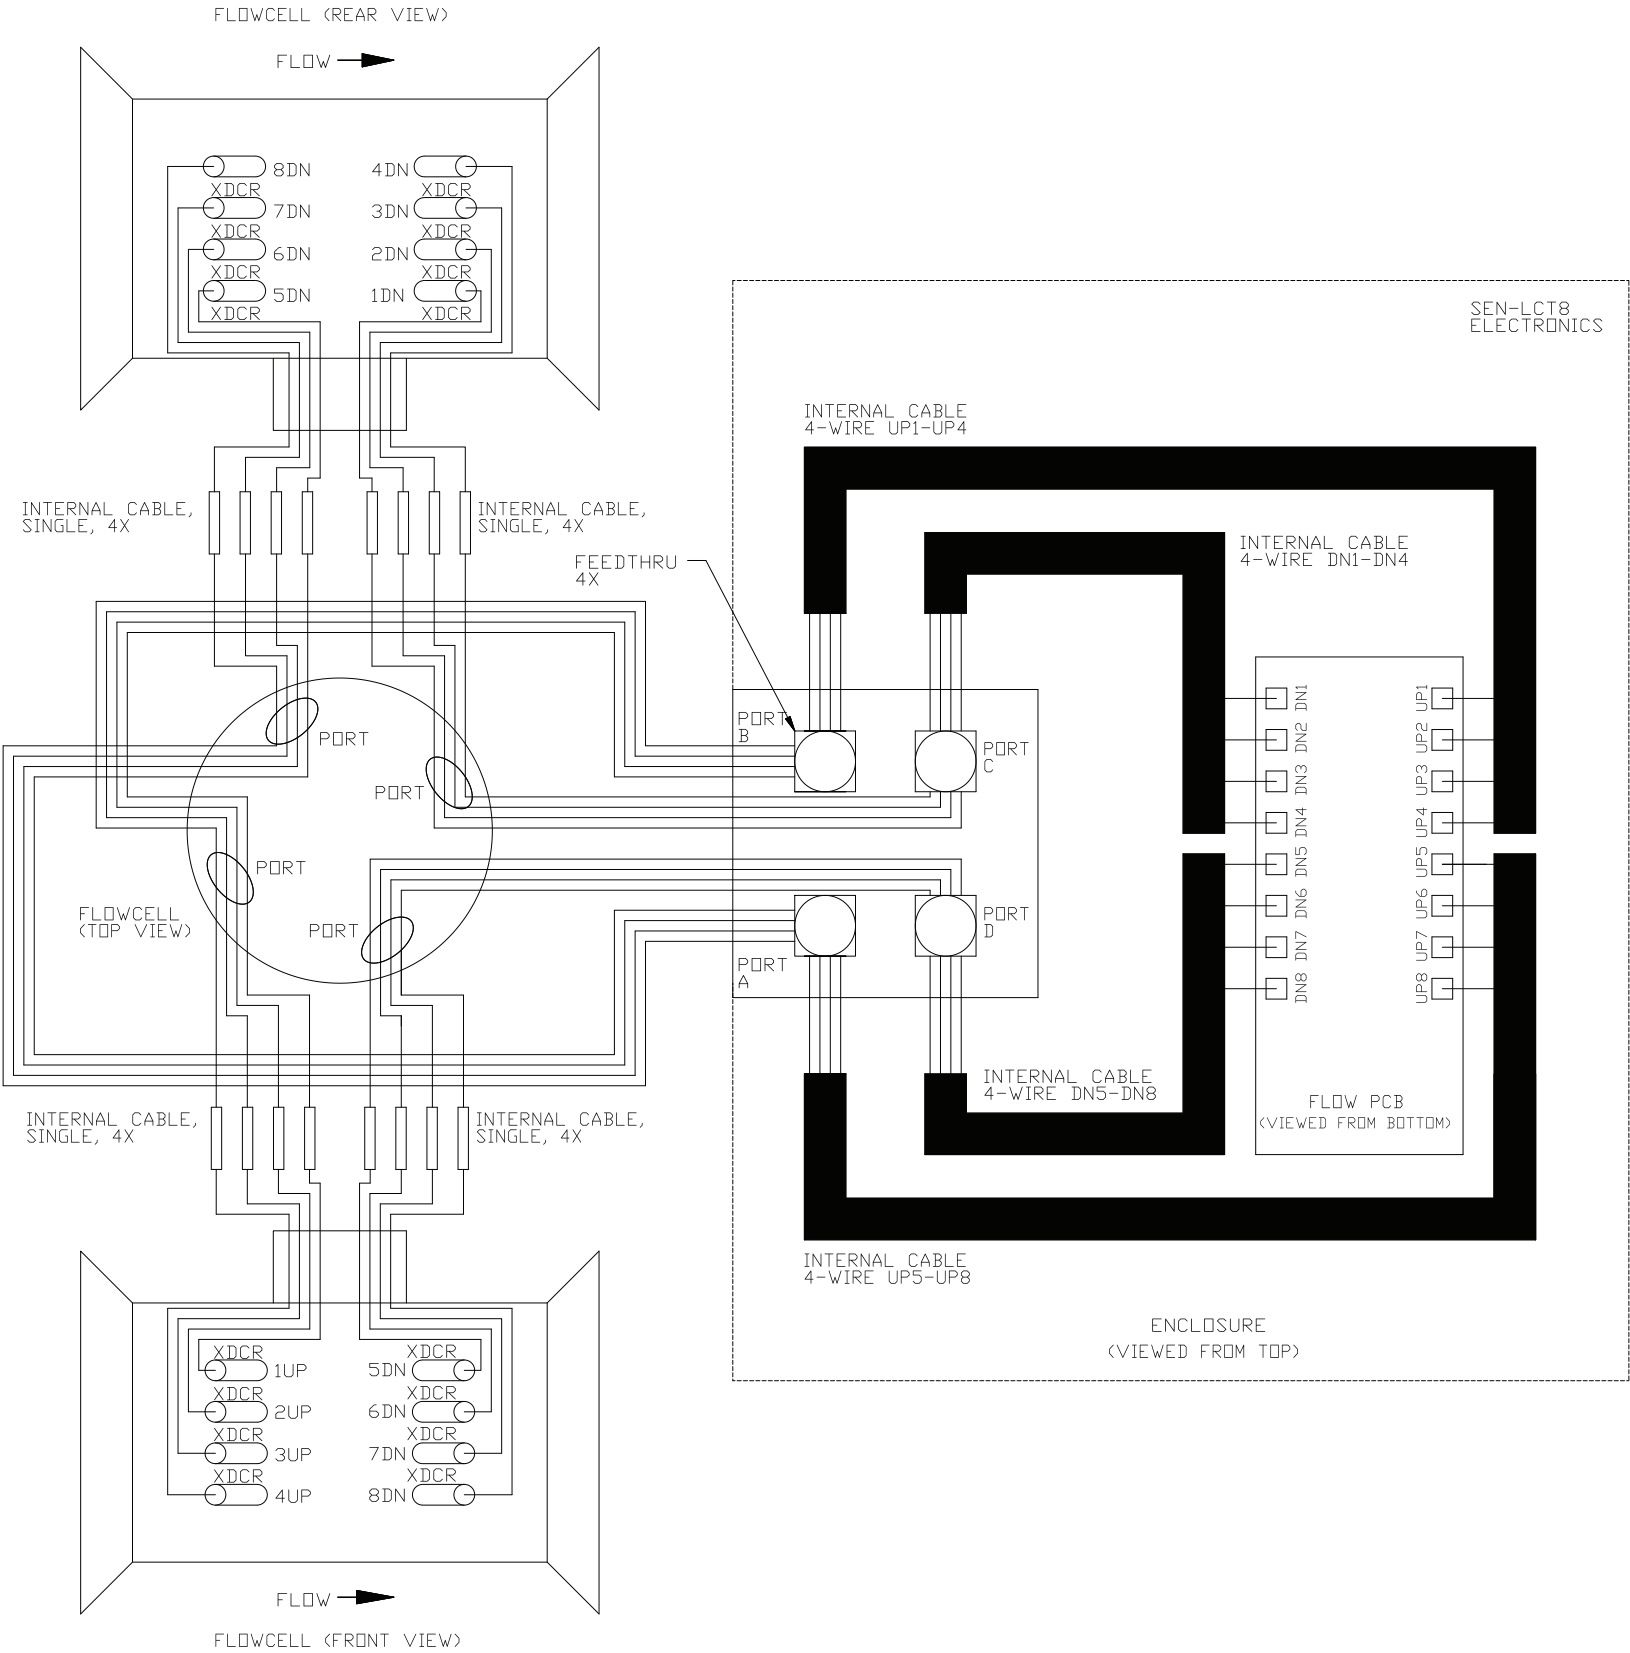 FLOWCELL (REAR VIEW)
FLOW
8DN
XDCR
7DN
XDCR
6DN
XDCR
5DN
XDCR
4DN
XDCR
3DN
XDCR
2DN
XDCR
1DN
XDCR
INTERNAL CABLE,
SINGLE, 4X
INTERNAL CABLE,
SINGLE, 4X
FEEDTHRU
4X
PORT
PORT
PORT
PORT
FLOWCELL
(TOP VIEW)
INTERNAL CABLE,
SINGLE, 4X
INTERNAL CABLE,
SINGLE, 4X
XDCR
1UP
XDCR
2UP
XDCR
3UP
XDCR
4UP
XDCR
5DN
XDCR
6DN
XDCR
7DN
XDCR
8DN
FLOW
FLOWCELL (FRONT VIEW)
SEN-LCT8
ELECTRONICS
INTERNAL CABLE
4-WIRE UP1-UP4
INTERNAL CABLE
4-WIRE DN1-DN4
PORT
B
PORT
C
PORT
A
PORT
D
DN1
DN2
DN3
DN4
DN5
DN6
DN7
DN8
UP1
UP2
UP3
UP4
UP5
UP6
UP7
UP8
FLOW PCB
(VIEWED FROM BOTTOM)
INTERNAL CABLE
4-WIRE DN5-DN8
INTERNAL CABLE
4-WIRE UP5-UP8
ENCLOSURE
(VIEWED FROM TOP)